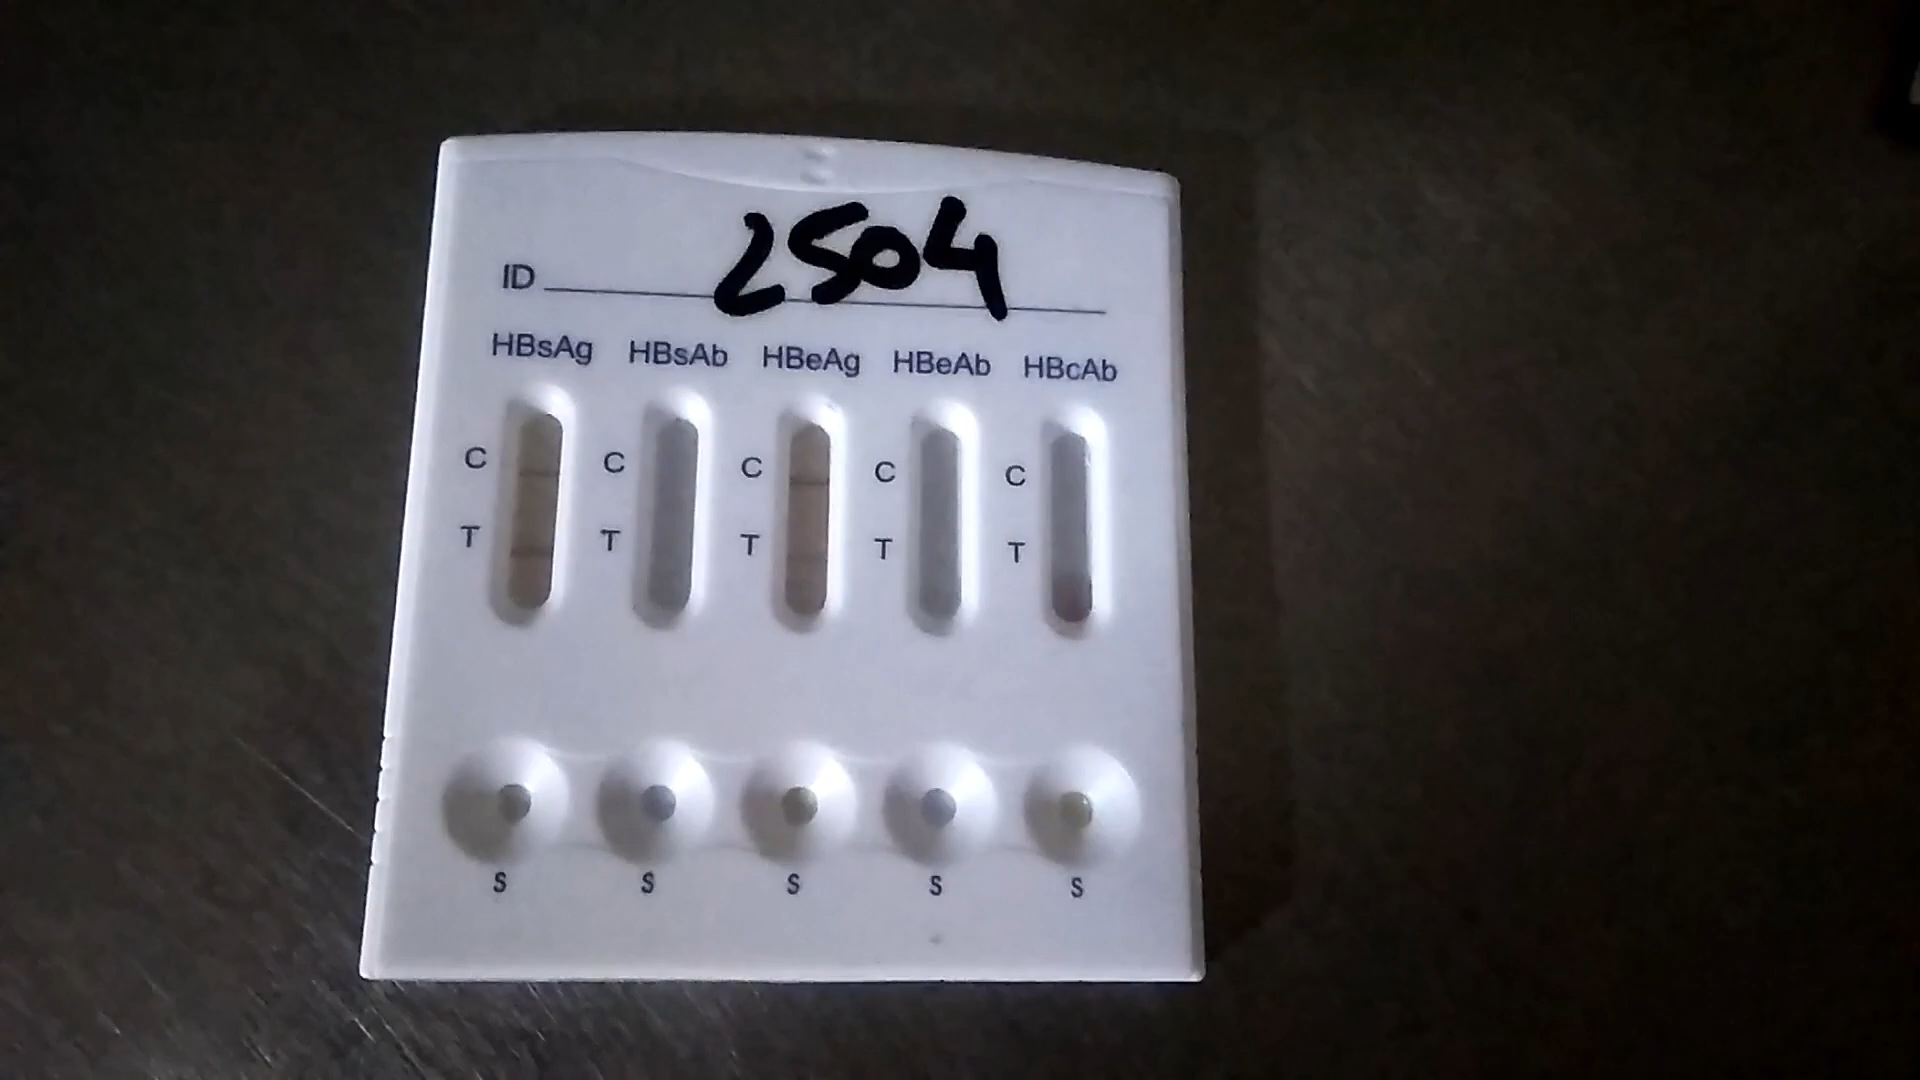 2504
ID
HBsAg HBsAb HBeAg HBeAb HBcAb
C C C C C
T T T T T
S S S S S